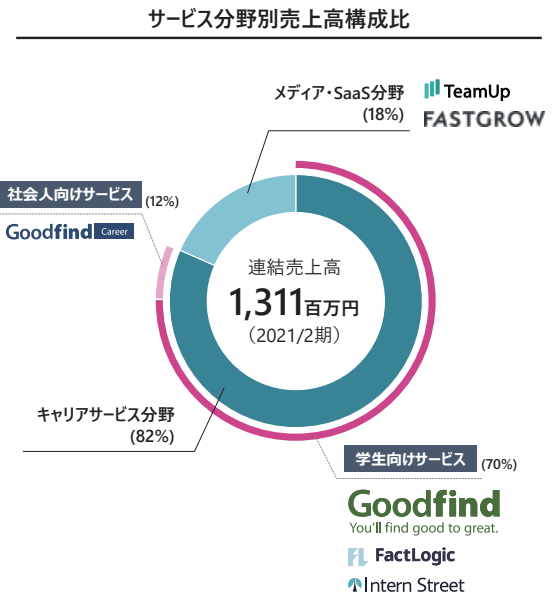 サービス分野別売上高構成比
メディア・SaaS分野
(18%)
TeamUp
FASTGROW
社会人向けサービス
(12%)
Goodfind Career
連結売上高
1,311百万円
(2021/2期)
キャリアサービス分野
(82%)
学生向けサービス
(70%)
Goodfind
You'll find good to great.
FL FactLogic
Intern Street